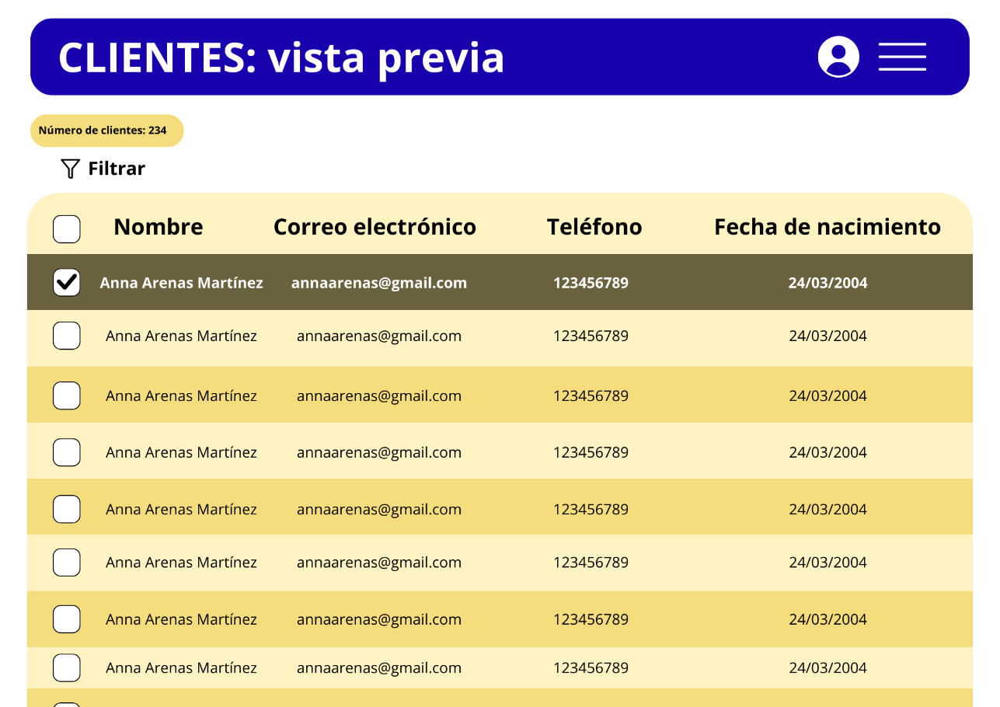 CLIENTES: vista previa
Número de clientes: 234
Filtrar
Nombre Correo electrónico Teléfono Fecha de nacimiento
Anna Arenas Martínez annaarenas@gmail.com 123456789 24/03/2004
Anna Arenas Martínez annaarenas@gmail.com 123456789 24/03/2004
Anna Arenas Martínez annaarenas@gmail.com 123456789 24/03/2004
Anna Arenas Martínez annaarenas@gmail.com 123456789 24/03/2004
Anna Arenas Martínez annaarenas@gmail.com 123456789 24/03/2004
Anna Arenas Martínez annaarenas@gmail.com 123456789 24/03/2004
Anna Arenas Martínez annaarenas@gmail.com 123456789 24/03/2004
Anna Arenas Martínez annaarenas@gmail.com 123456789 24/03/2004